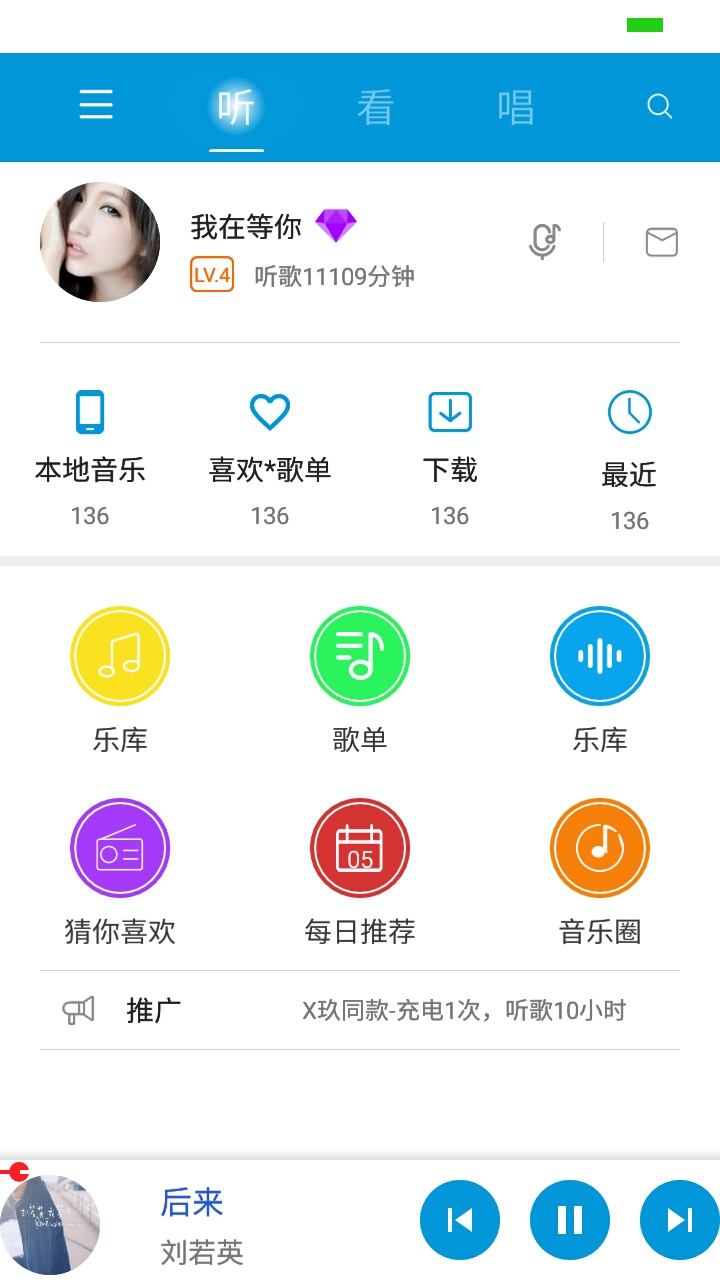 听 看 唱
我在等你
LV.4 听歌11109分钟
本地音乐 喜欢*歌单 下载 最近
136 136 136 136
乐库 歌单 乐库
05
猜你喜欢 每日推荐 音乐圈
推广 X玖同款-充电1次，听歌10小时
后来
刘若英